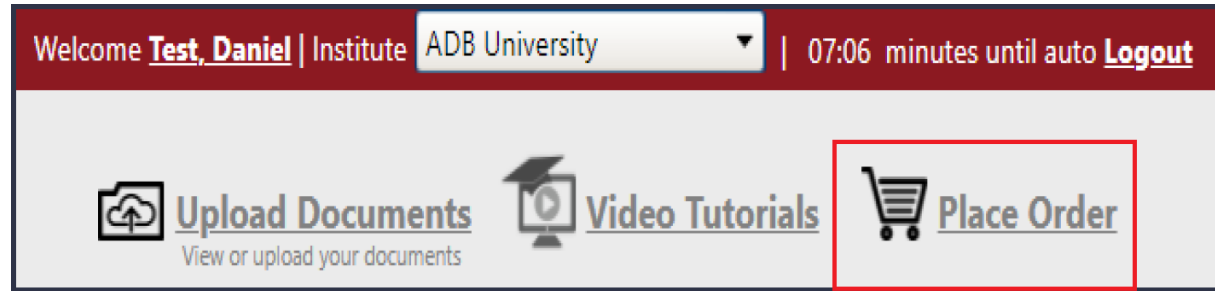 Welcome Test, Daniel | Institute ADB University | 07:06 minutes until auto Logout
Upload Documents Video Tutorials Place Order
View or upload your documents